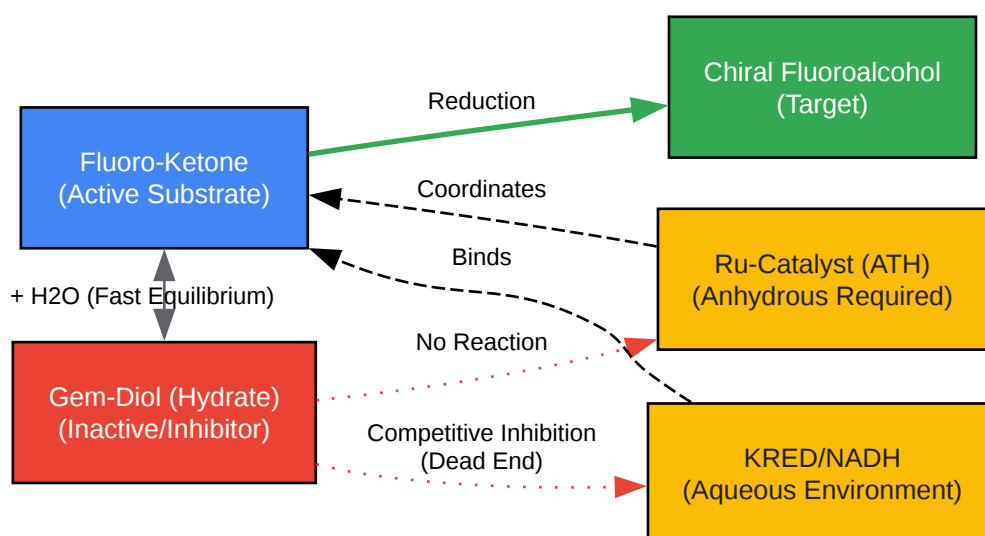 Chiral Fluoroalcohol
(Target)
Reduction
Fluoro-Ketone
(Active Substrate)
Coordinates
Binds
Ru-Catalyst (ATH)
(Anhydrous Required)
+ H2O (Fast Equilibrium)
No Reaction
Gem-Diol (Hydrate)
(Inactive/Inhibitor)
Competitive Inhibition
(Dead End)
KRED/NADH
(Aqueous Environment)